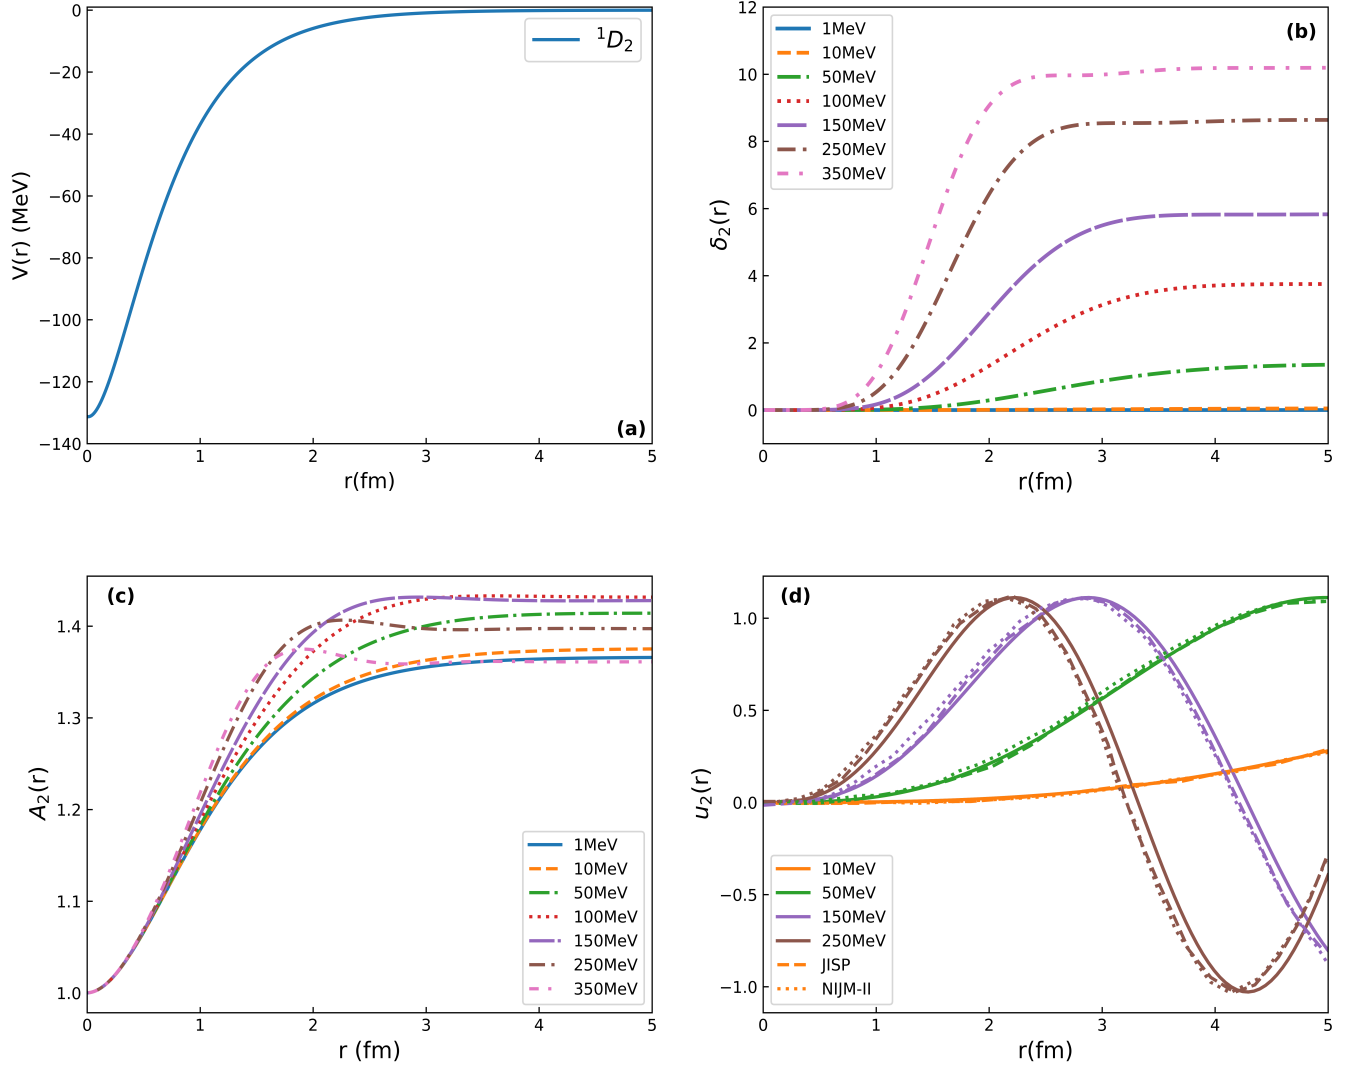 0
−20
−40
−60
−80
−100
−120
−140
V(r) (MeV)
¹D₂
(a)
0 1 2 3 4 5
r(fm)
12
10
8
6
4
2
0
δ₂(r)
1MeV
10MeV
50MeV
100MeV
150MeV
250MeV
350MeV
(b)
0 1 2 3 4 5
r(fm)
(c)
1.4
1.3
1.2
1.1
1.0
A₂(r)
1MeV
10MeV
50MeV
100MeV
150MeV
250MeV
350MeV
0 1 2 3 4 5
r (fm)
(d)
1.0
0.5
0.0
−0.5
−1.0
u₂(r)
10MeV
50MeV
150MeV
250MeV
JISP
NIJM-II
0 1 2 3 4 5
r(fm)